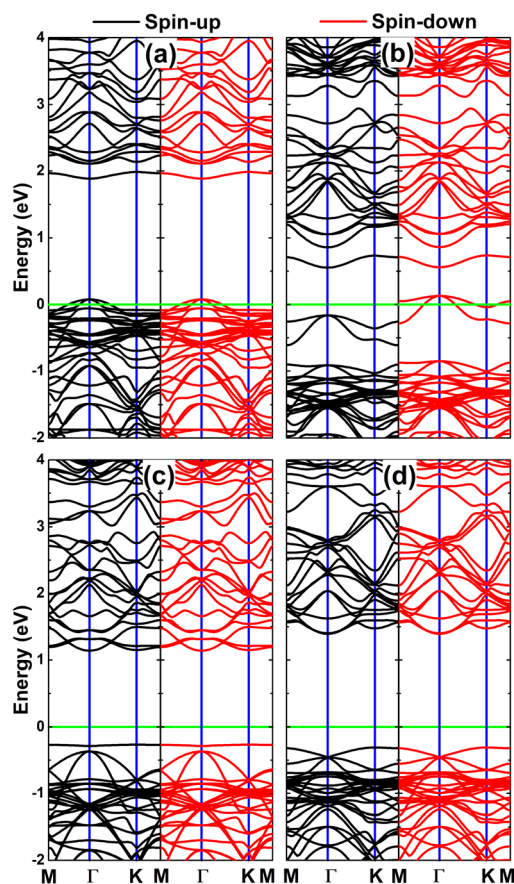 Spin-up Spin-down
(a) (b)
4
3
2
1
0
-1
-2
Energy (eV)
(c) (d)
4
3
2
1
0
-1
-2
Energy (eV)
M Γ K M Γ K M M Γ K M Γ K M